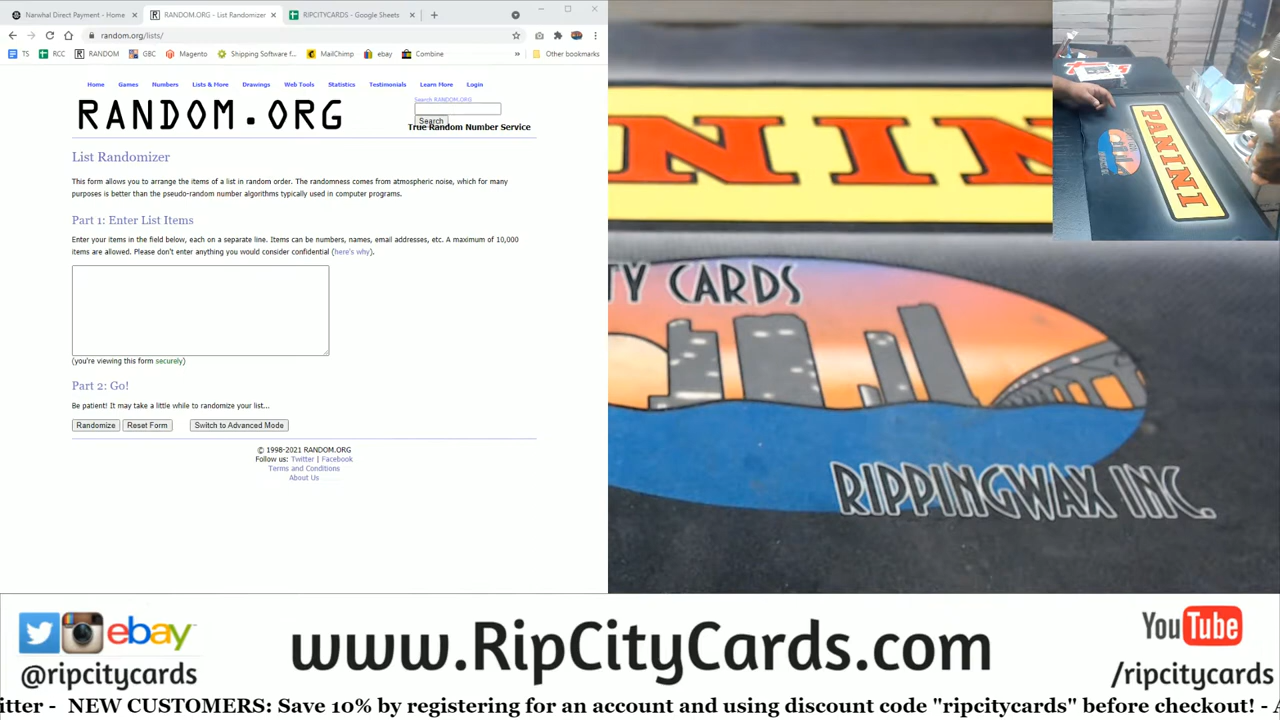 Narwhal Direct Payment - Home
RANDOM.ORG - List Randomizer
RIPCITYCARDS - Google Sheets
random.org/lists/
TS
RCC
RANDOM
GBC
Magento
Shipping Software f...
MailChimp
ebay
Combine
»
Other bookmarks
Home Games Numbers Lists & More Drawings Web Tools Statistics Testimonials Learn More Login
RANDOM.ORG
Search RANDOM.ORG
Search
True Random Number Service
List Randomizer
This form allows you to arrange the items of a list in random order. The randomness comes from atmospheric noise, which for many
purposes is better than the pseudo-random number algorithms typically used in computer programs.
Part 1: Enter List Items
Enter your items in the field below, each on a separate line. Items can be numbers, names, email addresses, etc. A maximum of 10,000
items are allowed. Please don't enter anything you would consider confidential (here's why).
(you're viewing this form securely)
Part 2: Go!
Be patient! It may take a little while to randomize your list...
Randomize Reset Form Switch to Advanced Mode
© 1998-2021 RANDOM.ORG
Follow us: Twitter | Facebook
Terms and Conditions
About Us
NIN
TY CARDS
RIPPINGWAX INC.
PANINI
ebay
@ripcitycards
www.RipCityCards.com
YouTube
/ripcitycards
itter - NEW CUSTOMERS: Save 10% by registering for an account and using discount code "ripcitycards" before checkout! - A